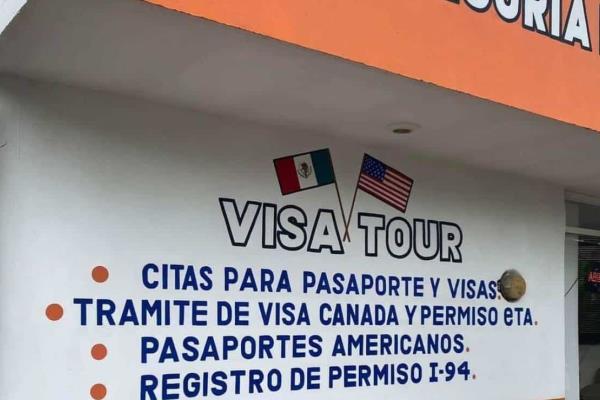 VISA TOUR
• CITAS PARA PASAPORTE Y VISAS.
• TRAMITE DE VISA CANADA Y PERMISO eTA.
• PASAPORTES AMERICANOS.
• REGISTRO DE PERMISO I-94.